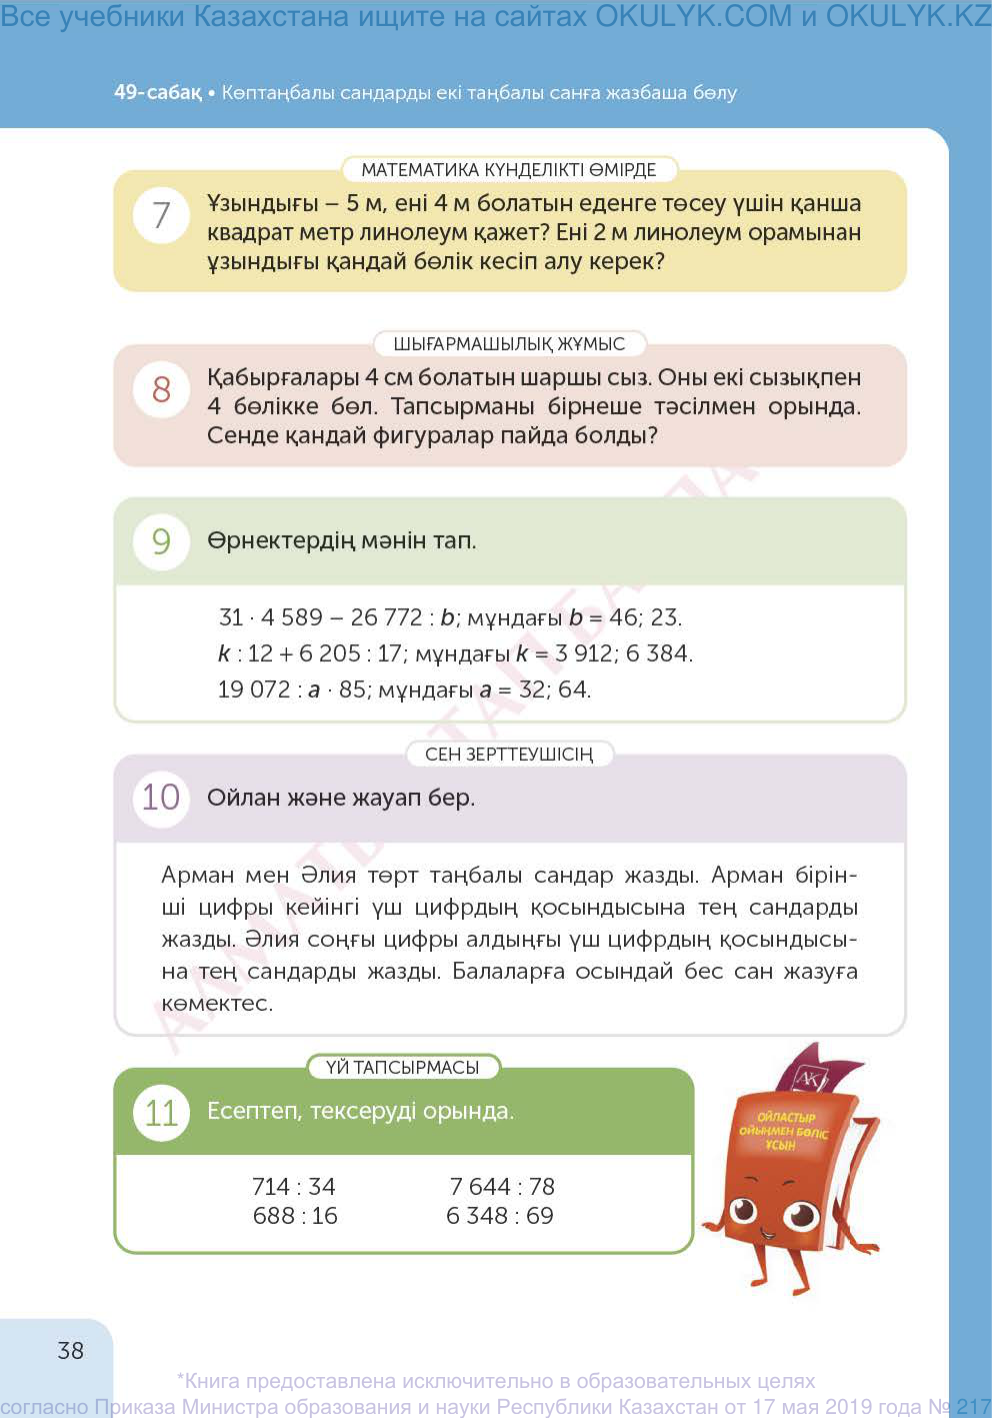 Все учебники Казахстана ищите на сайтах OKULYK.COM и OKULYK.KZ
49-сабақ • Көптаңбалы сандарды екі таңбалы санға жазбаша бөлу
МАТЕМАТИКА КҮНДЕЛІКТІ ӨМІРДЕ
7
Ұзындығы – 5 м, ені 4 м болатын еденге төсеу үшін қанша
квадрат метр линолеум қажет? Ені 2 м линолеум орамынан
ұзындығы қандай бөлік кесіп алу керек?
ШЫҒАРМАШЫЛЫҚ ЖҰМЫС
8
Қабырғалары 4 см болатын шаршы сыз. Оны екі сызықпен
4 бөлікке бөл. Тапсырманы бірнеше тәсілмен орында.
Сенде қандай фигуралар пайда болды?
9
Өрнектердің мәнін тап.
31 · 4 589 – 26 772 : b; мұндағы b = 46; 23.
k : 12 + 6 205 : 17; мұндағы k = 3 912; 6 384.
19 072 : a · 85; мұндағы a = 32; 64.
СЕН ЗЕРТТЕУШІСІҢ
10
Ойлан және жауап бер.
Арман мен Әлия төрт таңбалы сандар жазды. Арман бірін-
ші цифры кейінгі үш цифрдың қосындысына тең сандарды
жазды. Әлия соңғы цифры алдыңғы үш цифрдың қосындысы-
на тең сандарды жазды. Балаларға осындай бес сан жазуға
көмектес.
ҮЙ ТАПСЫРМАСЫ
11
Есептеп, тексеруді орында.
714 : 34 7 644 : 78
688 : 16 6 348 : 69
АК
ОЙЛАСТЫР
ОЙЫҢМЕН БӨЛІС
ҰСЫН
38
*Книга предоставлена исключительно в образовательных целях
согласно Приказа Министра образования и науки Республики Казахстан от 17 мая 2019 года № 217